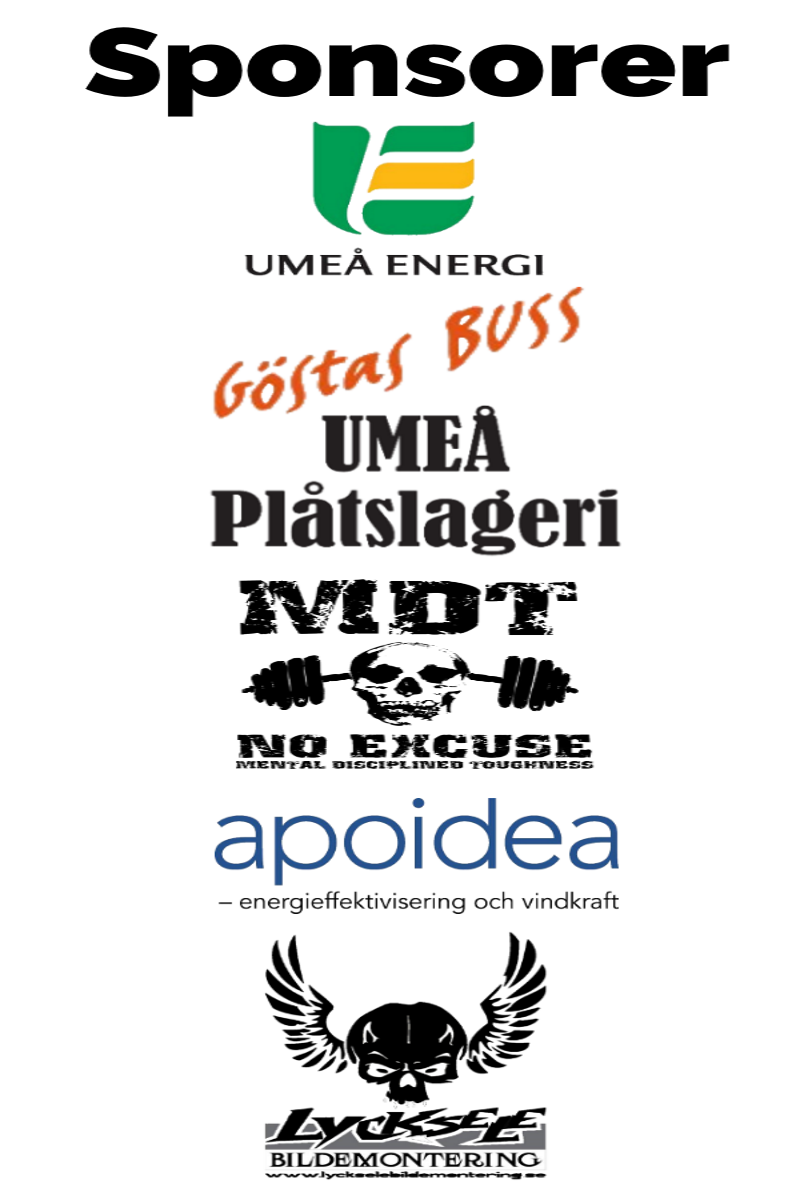 Sponsorer
UMEÅ ENERGI
Göstas BUSS
UMEÅ
Plåtslageri
MDT
NO EXCUSE
MENTAL DISCIPLINED TOUGHNESS
apoidea
– energieffektivisering och vindkraft
LYCKSELE
BILDEMONTERING
www.lyckselebildemontering.se